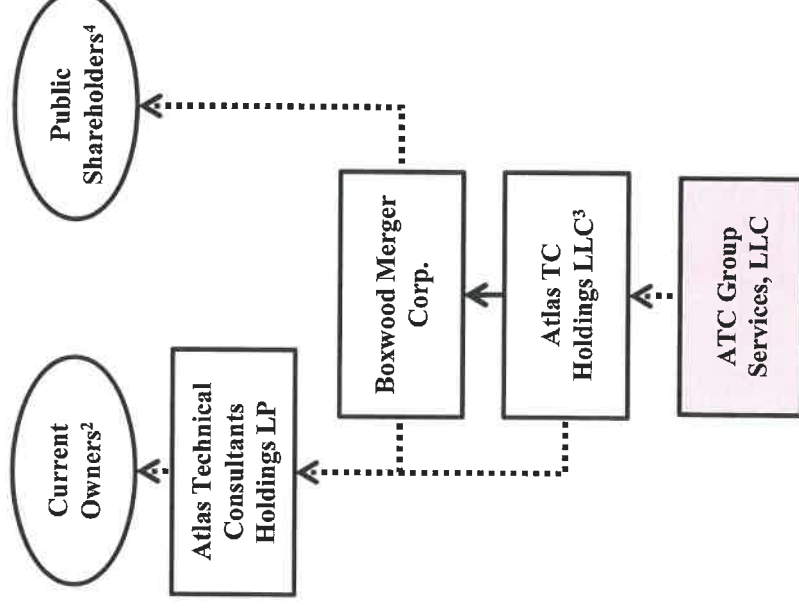 Current
Owners²
Public
Shareholders⁴
Atlas Technical
Consultants
Holdings LP
Boxwood Merger
Corp.
Atlas TC
Holdings LLC³
ATC Group
Services, LLC